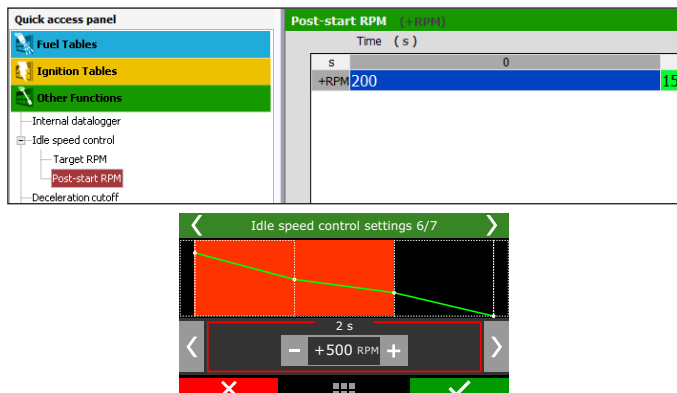 Quick access panel
Fuel Tables
Ignition Tables
Other Functions
Internal datalogger
Idle speed control
Target RPM
Post-start RPM
Deceleration cutoff
Post-start RPM (+RPM)
Time (s)
s 0
+RPM 200 15
Idle speed control settings 6/7
2 s
+500 RPM